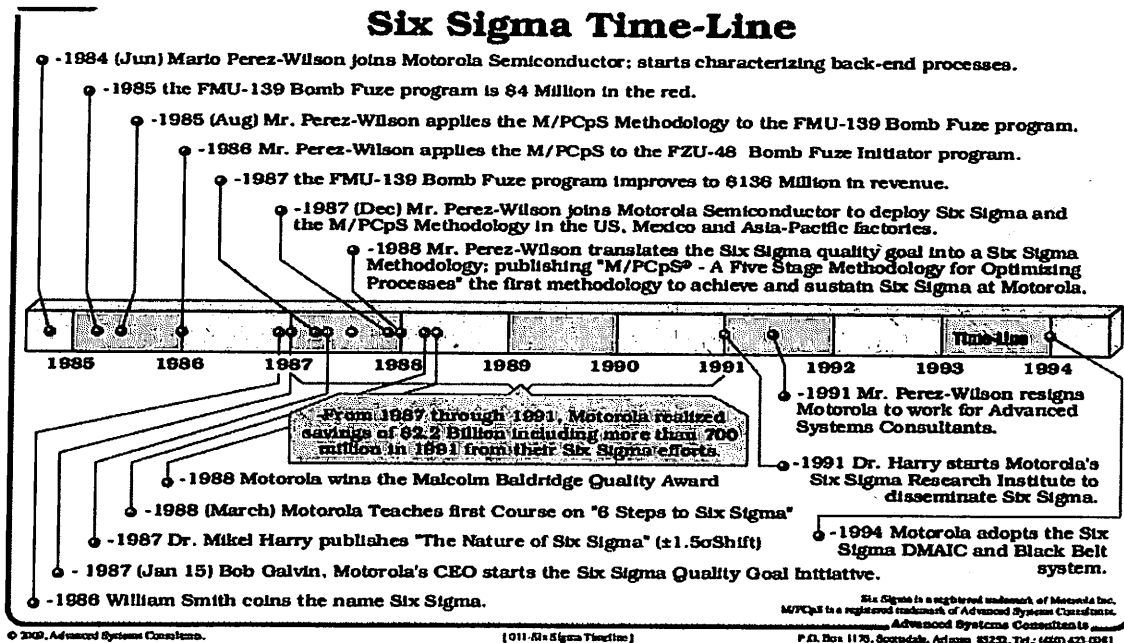 Six Sigma Time-Line
-1984 (Jun) Mario Perez-Wilson joins Motorola Semiconductor; starts characterizing back-end processes.
-1985 the FMU-139 Bomb Fuze program is $4 Million in the red.
-1985 (Aug) Mr. Perez-Wilson applies the M/PCpS Methodology to the FMU-139 Bomb Fuze program.
-1986 Mr. Perez-Wilson applies the M/PCpS to the FZU-48 Bomb Fuze Initiator program.
-1987 the FMU-139 Bomb Fuze program improves to $136 Million in revenue.
-1987 (Dec) Mr. Perez-Wilson joins Motorola Semiconductor to deploy Six Sigma and
the M/PCpS Methodology in the US, Mexico and Asia-Pacific factories.
-1988 Mr. Perez-Wilson translates the Six Sigma quality goal into a Six Sigma
Methodology; publishing "M/PCpS® - A Five Stage Methodology for Optimizing
Processes" the first methodology to achieve and sustain Six Sigma at Motorola.
Time-Line
1985 1986 1987 1988 1989 1990 1991 1992 1993 1994
-From 1987 through 1991, Motorola realized
savings of $2.2 Billion including more than 700
million in 1991 from their Six Sigma efforts.
-1991 Mr. Perez-Wilson resigns
Motorola to work for Advanced
Systems Consultants.
-1991 Dr. Harry starts Motorola's
Six Sigma Research Institute to
disseminate Six Sigma.
-1994 Motorola adopts the Six
Sigma DMAIC and Black Belt
system.
-1988 Motorola wins the Malcolm Baldridge Quality Award
-1988 (March) Motorola Teaches first Course on "6 Steps to Six Sigma"
-1987 Dr. Mikel Harry publishes "The Nature of Six Sigma" (±1.5σShift)
- 1987 (Jan 15) Bob Galvin, Motorola's CEO starts the Six Sigma Quality Goal Initiative.
-1986 William Smith coins the name Six Sigma.
Six Sigma is a registered trademark of Motorola Inc.
M/PCpS is a registered trademark of Advanced Systems Consultants.
Advanced Systems Consultants
Advanced Systems Consultants.
[ 011-Six Sigma Timeline ]
P.O. Box 1176, Scottsdale, Arizona 85252, Tel.: (480) 423-0081